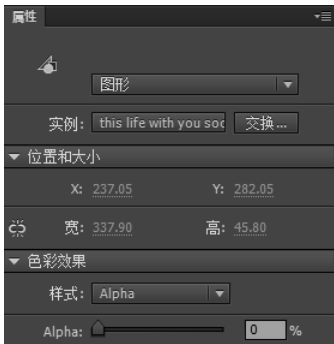 属性
图形
实例: this life with you soc 交换...
位置和大小
X: 237.05 Y: 282.05
宽: 337.90 高: 45.80
色彩效果
样式: Alpha
Alpha: 0 %